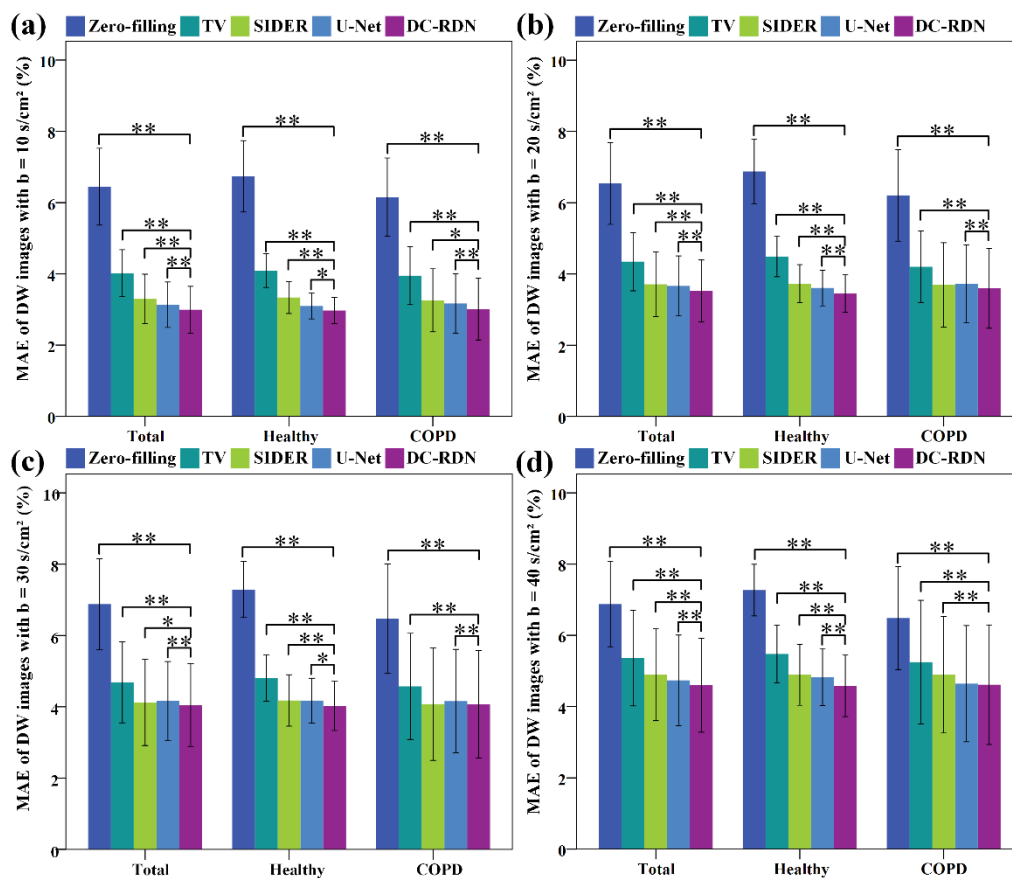 (a) Zero-filling TV SIDER U-Net DC-RDN
MAE of DW images with b = 10 s/cm² (%)
10
8
6
4
2
0
** ** **
** ** **
** ** *
** * **
Total Healthy COPD
(b) Zero-filling TV SIDER U-Net DC-RDN
MAE of DW images with b = 20 s/cm² (%)
10
8
6
4
2
0
** ** **
** ** **
** ** **
** **
Total Healthy COPD
(c) Zero-filling TV SIDER U-Net DC-RDN
MAE of DW images with b = 30 s/cm² (%)
10
8
6
4
2
0
** ** **
** ** **
* ** **
** *
Total Healthy COPD
(d) Zero-filling TV SIDER U-Net DC-RDN
MAE of DW images with b = 40 s/cm² (%)
10
8
6
4
2
0
** ** **
** ** **
** ** **
** **
Total Healthy COPD